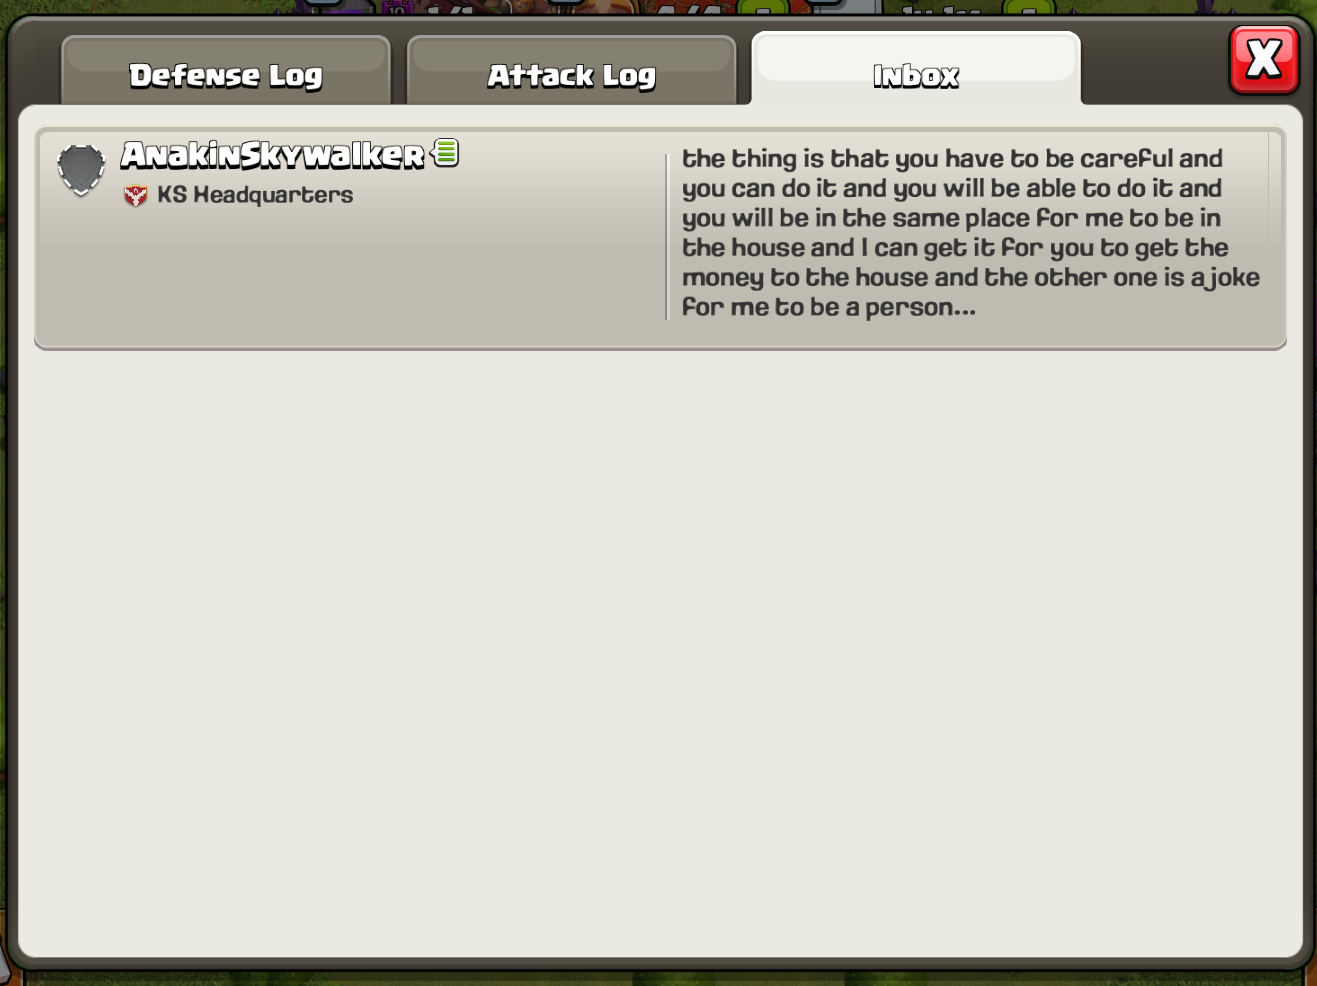 Defense Log
Attack Log
Inbox
X
AnakinSkywalker
KS Headquarters
the thing is that you have to be careful and
you can do it and you will be able to do it and
you will be in the same place for me to be in
the house and I can get it for you to get the
money to the house and the other one is a joke
for me to be a person...